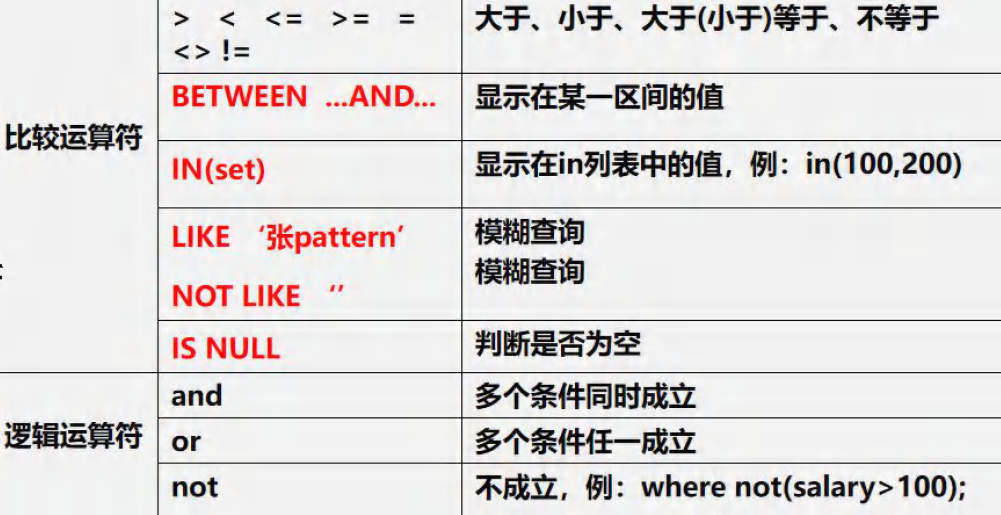 > < <= >= =
<> !=
大于、小于、大于(小于)等于、不等于
比较运算符
BETWEEN ...AND...
显示在某一区间的值
IN(set)
显示在in列表中的值，例：in(100,200)
LIKE ‘张pattern’
模糊查询
NOT LIKE ‘’
模糊查询
IS NULL
判断是否为空
逻辑运算符
and
多个条件同时成立
or
多个条件任一成立
not
不成立，例：where not(salary>100);